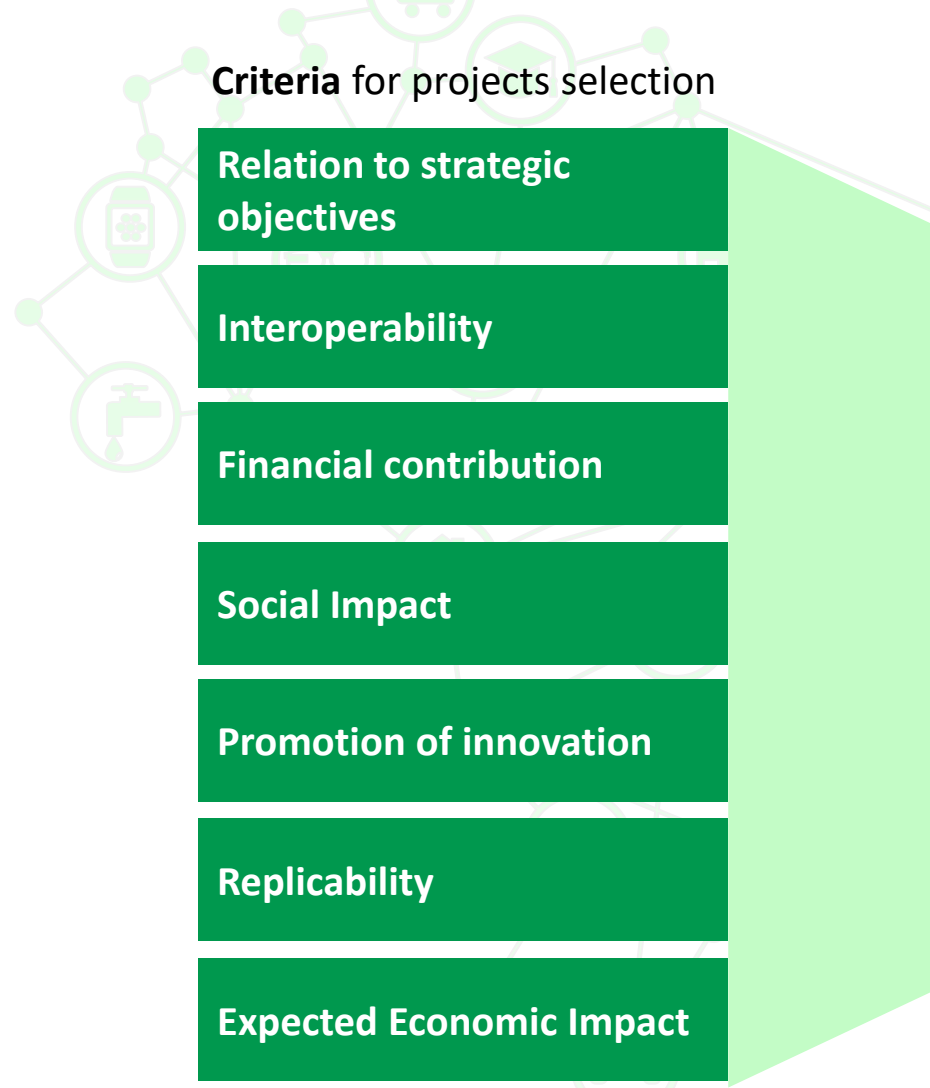 Criteria for projects selection
Relation to strategic
objectives
Interoperability
Financial contribution
Social Impact
Promotion of innovation
Replicability
Expected Economic Impact